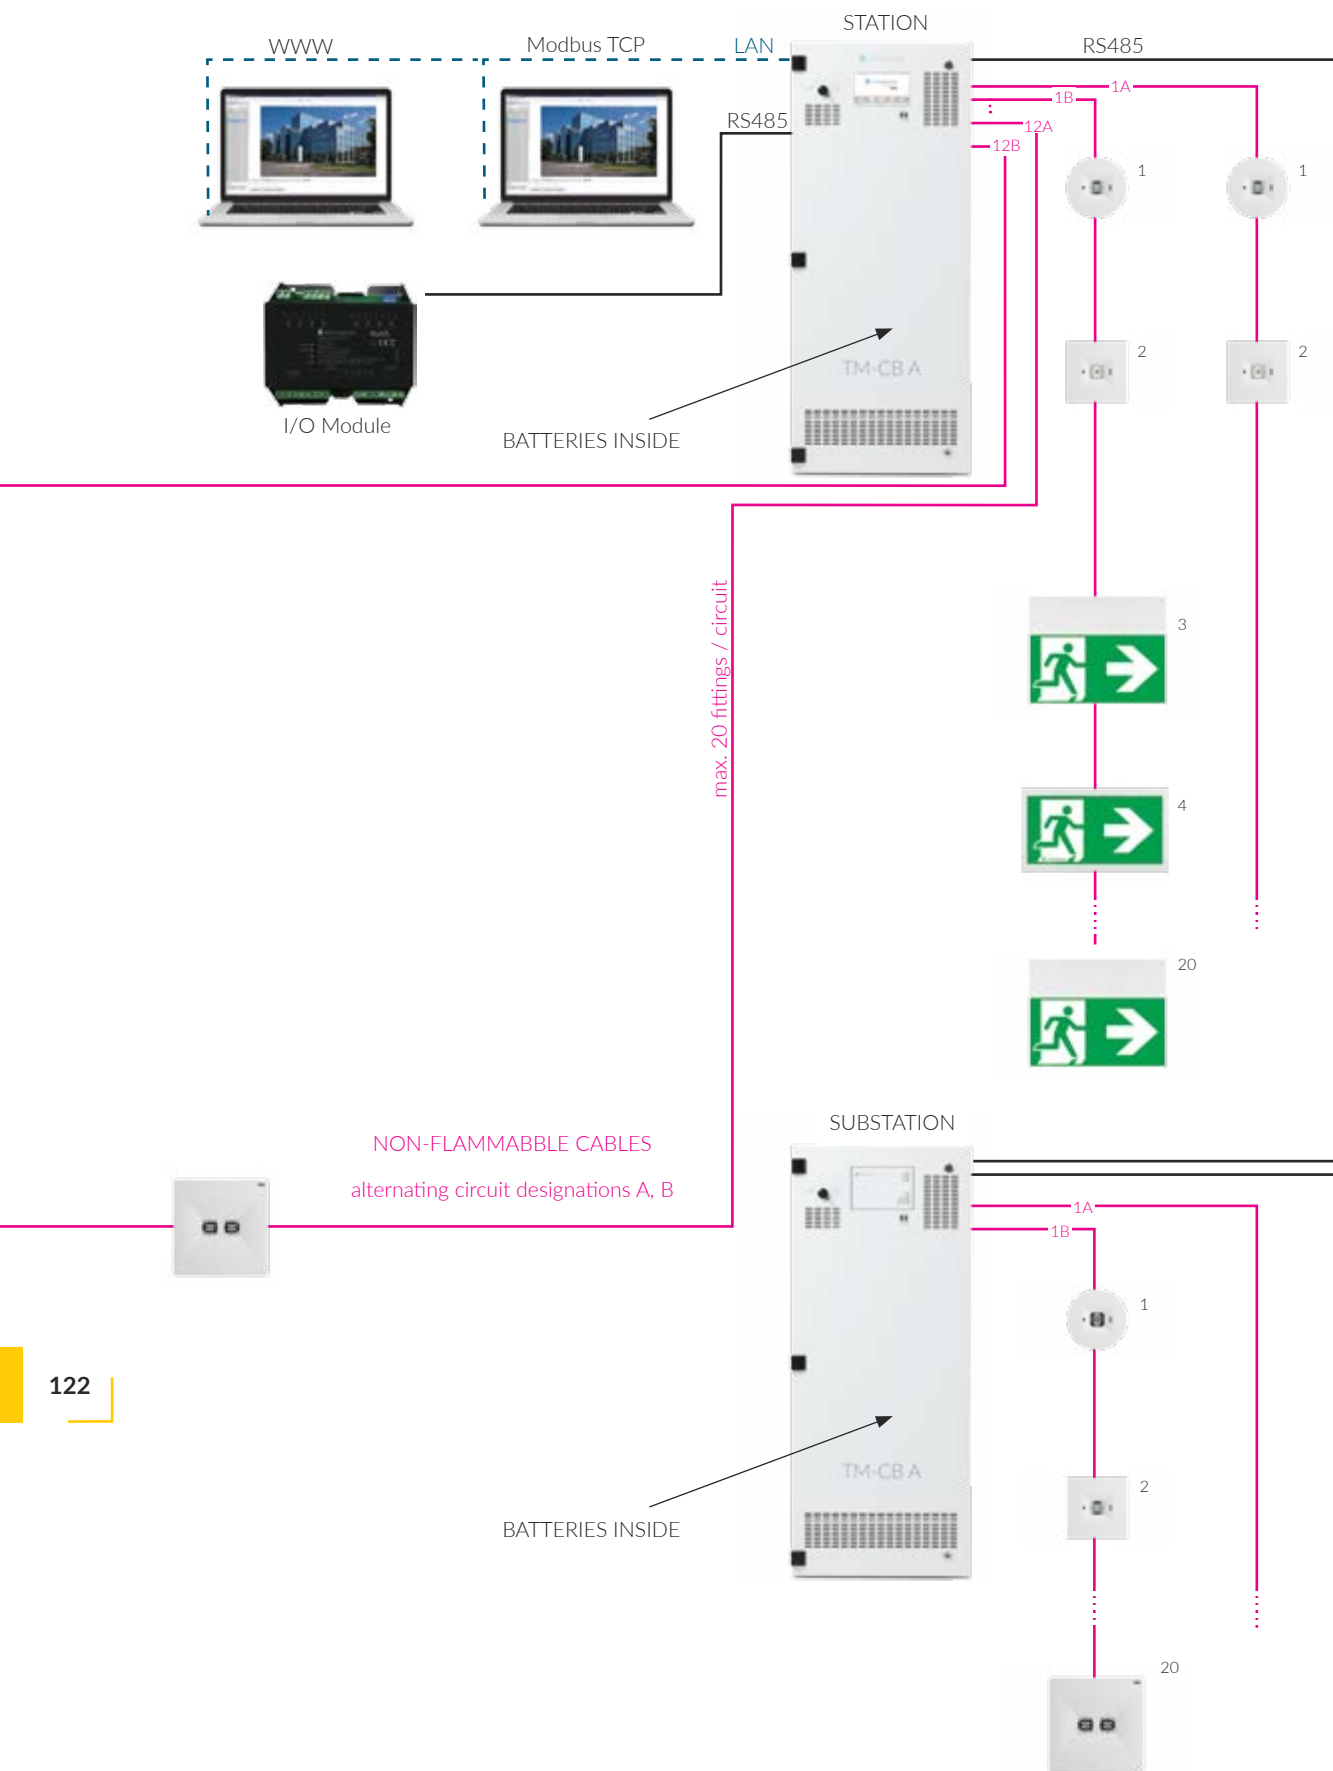 STATION
WWW
Modbus TCP
LAN
RS485
1A
1B
RS485
12A
12B
1
1
2
2
TM-CB A
I/O Module
BATTERIES INSIDE
max. 20 fittings / circuit
3
4
20
SUBSTATION
NON-FLAMMABBLE CABLES
alternating circuit designations A, B
1A
1B
1
122
TM-CB A
2
BATTERIES INSIDE
20